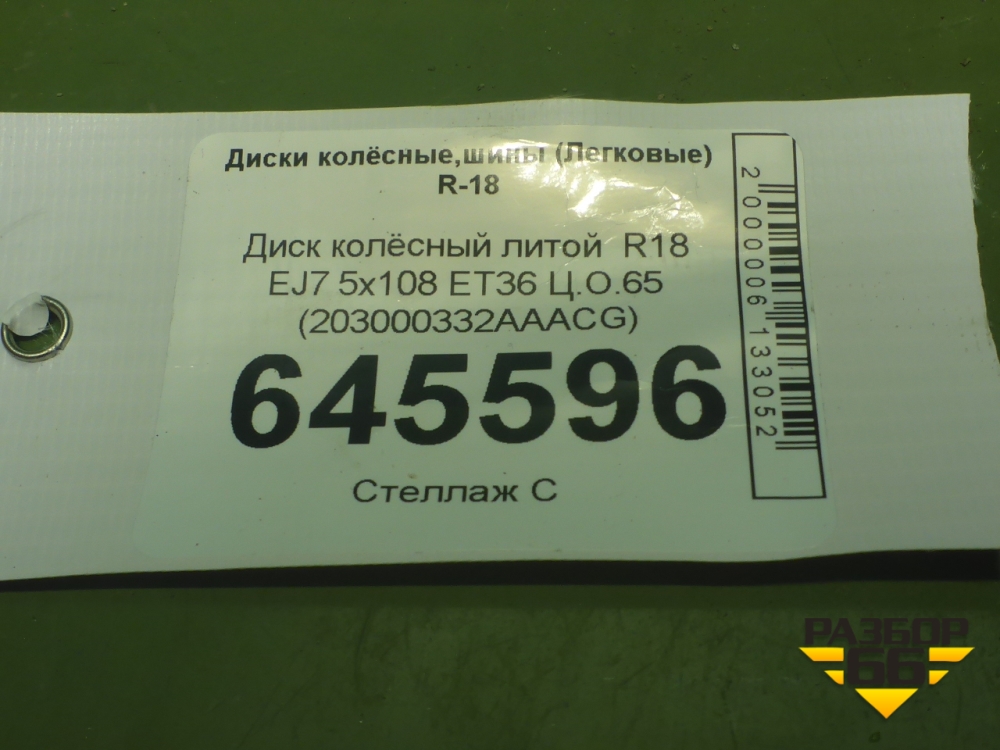 Диски колёсные,шины (Легковые)
R-18
Диск колёсный литой R18
EJ7 5x108 ET36 Ц.О.65
(203000332AAACG)
645596
Стеллаж С
2000006133052
РАЗБОР
66